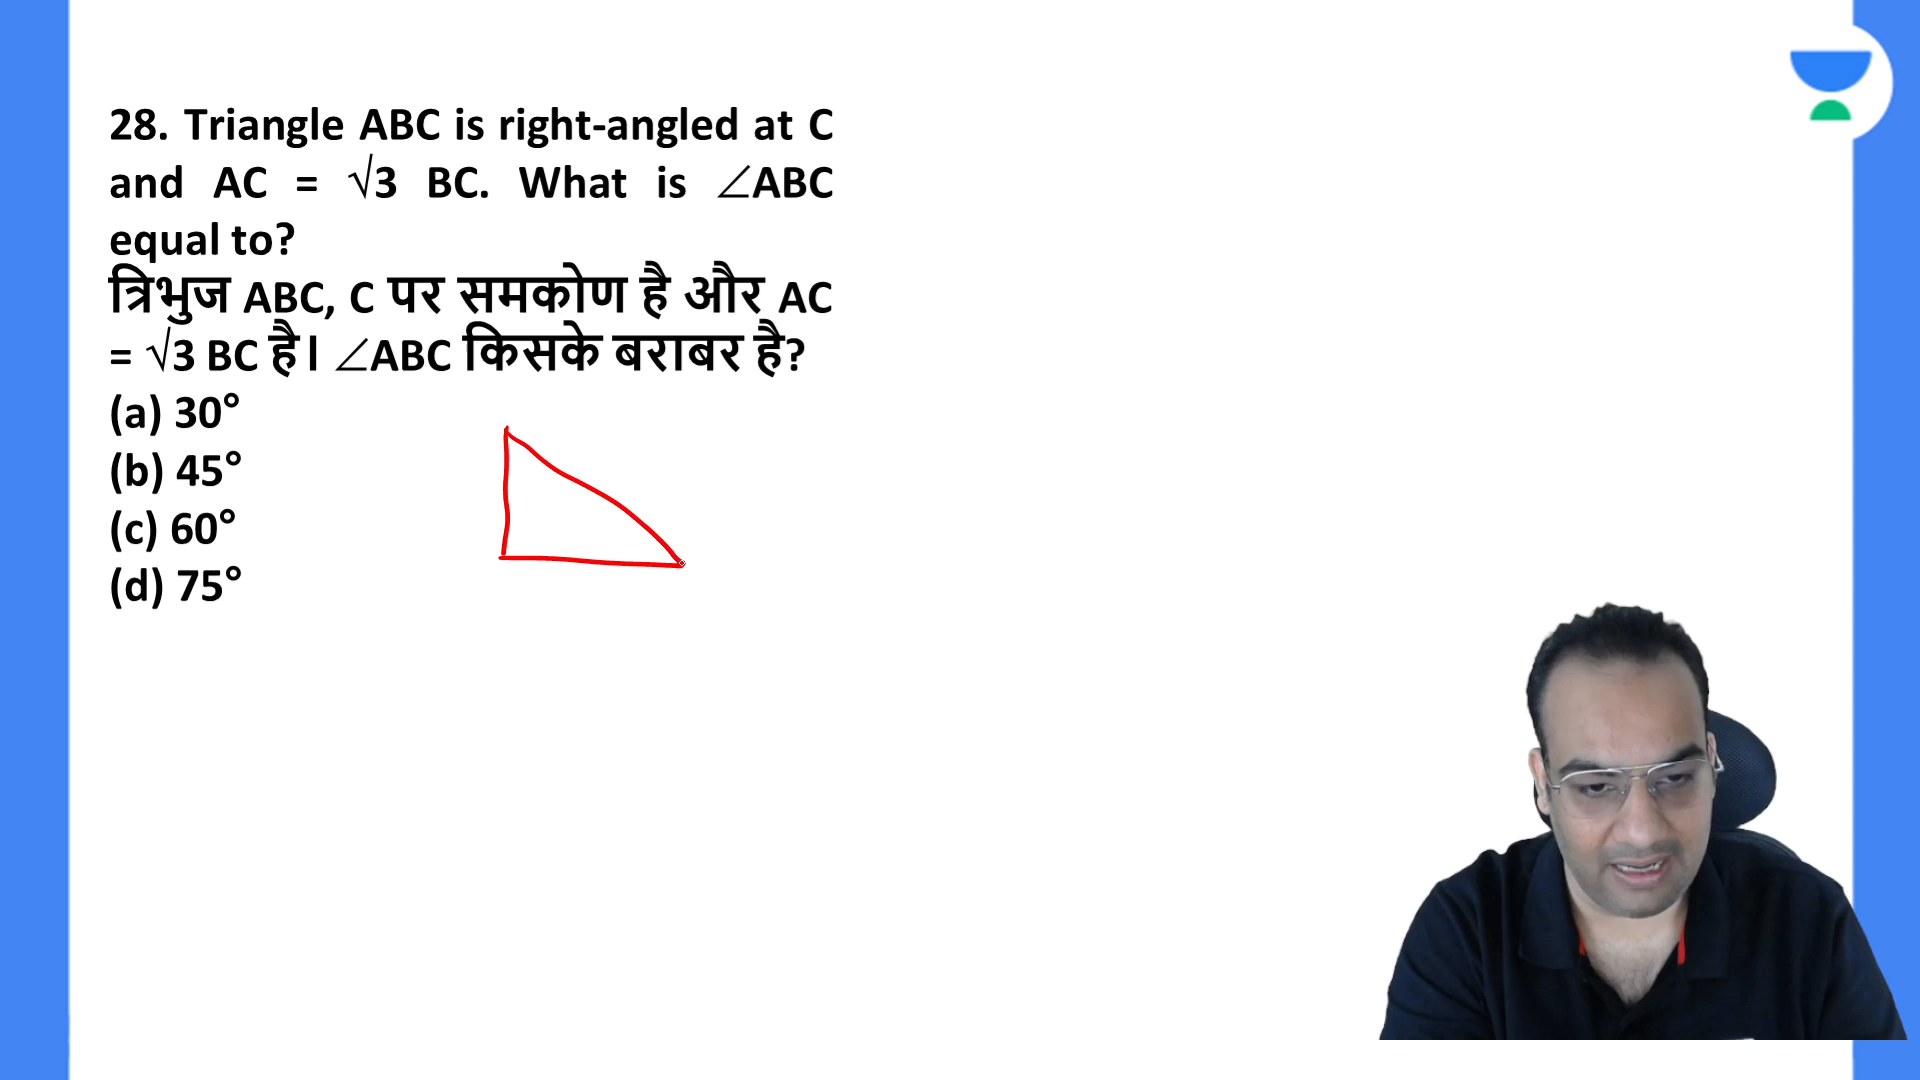 28. Triangle ABC is right-angled at C
and AC = √3 BC. What is ∠ABC
equal to?
त्रिभुज ABC, C पर समकोण है और AC
= √3 BC है। ∠ABC किसके बराबर है?
(a) 30°
(b) 45°
(c) 60°
(d) 75°